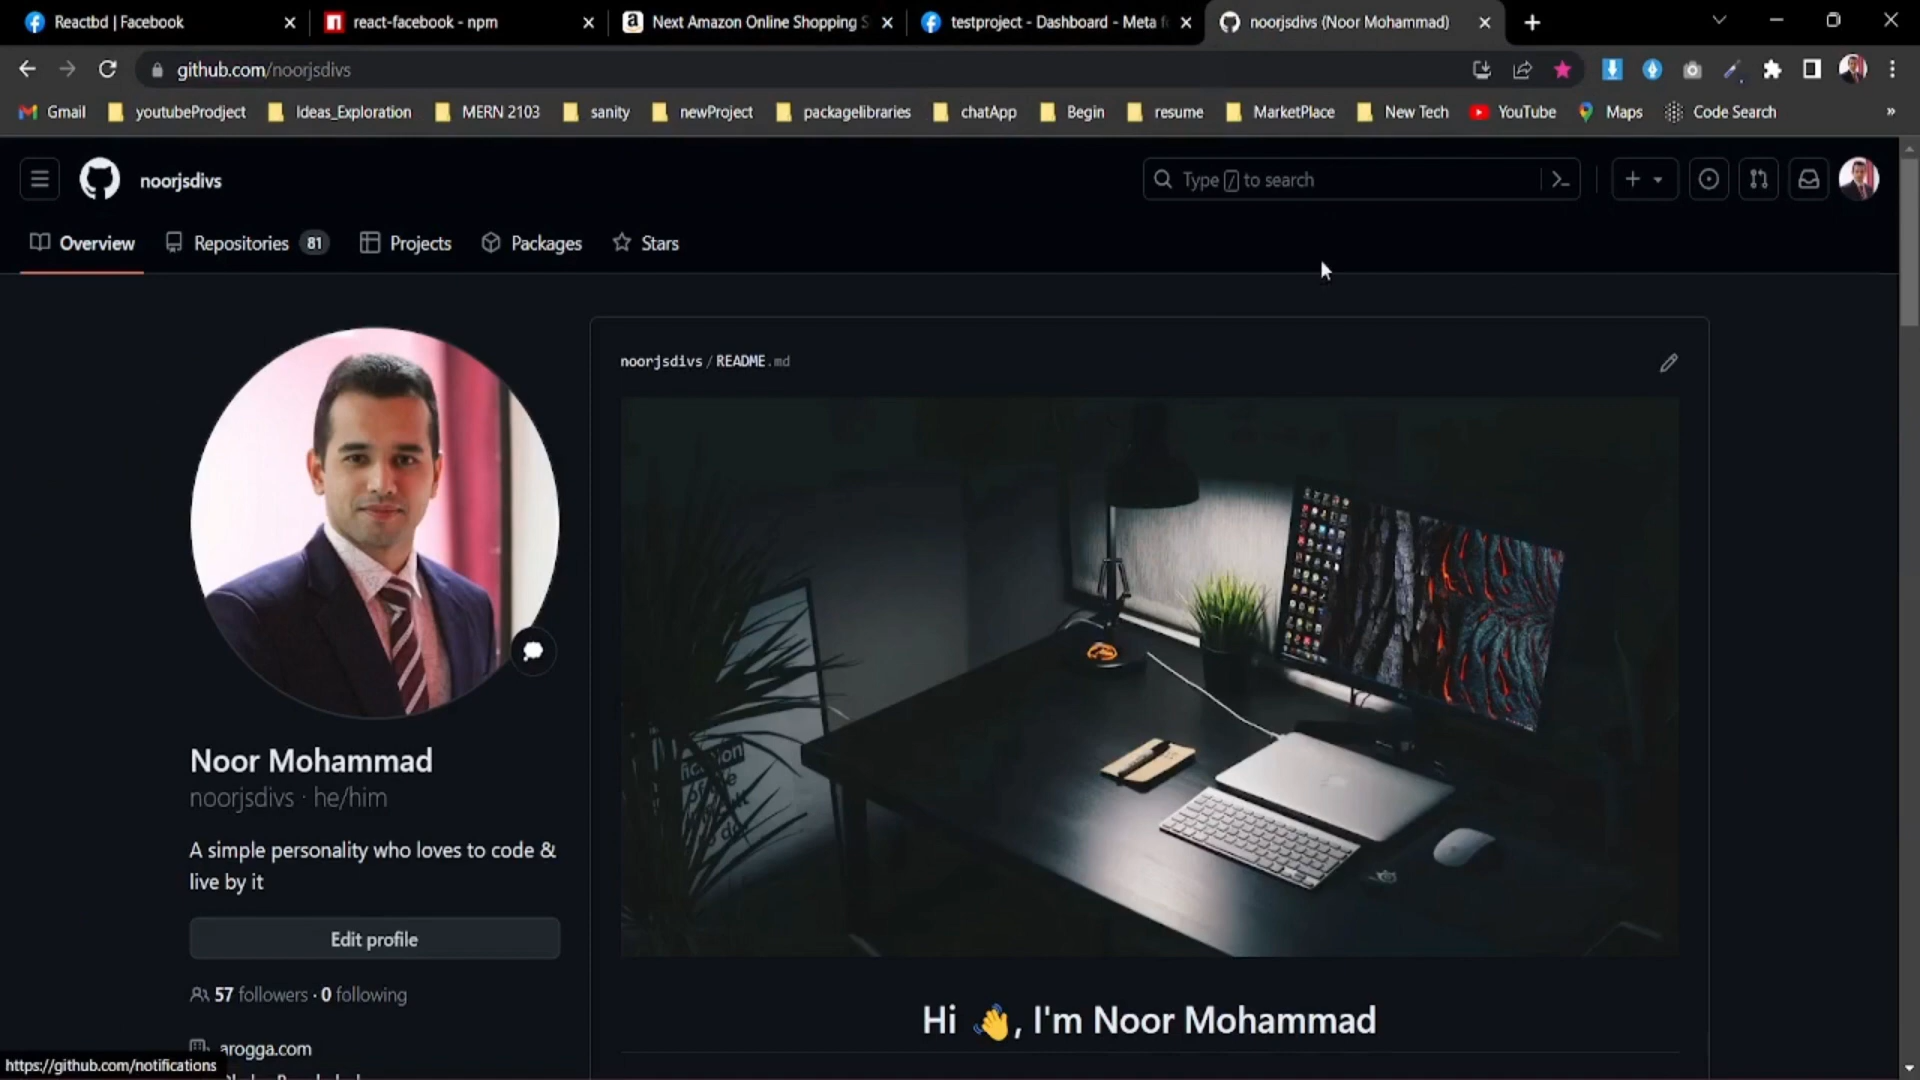 Reactbd | Facebook
react-facebook - npm
Next Amazon Online Shopping S
testproject - Dashboard - Meta f
noorjsdivs (Noor Mohammad)
github.com/noorjsdivs
Gmail
youtubeProdject
Ideas_Exploration
MERN 2103
sanity
newProject
packagelibraries
chatApp
Begin
resume
MarketPlace
New Tech
YouTube
Maps
Code Search
»
noorjsdivs
Type / to search
Overview
Repositories 81
Projects
Packages
Stars
noorjsdivs / README.md
Noor Mohammad
noorjsdivs · he/him
A simple personality who loves to code &
live by it
Edit profile
57 followers · 0 following
arogga.com
Hi 👋, I'm Noor Mohammad
https://github.com/notifications